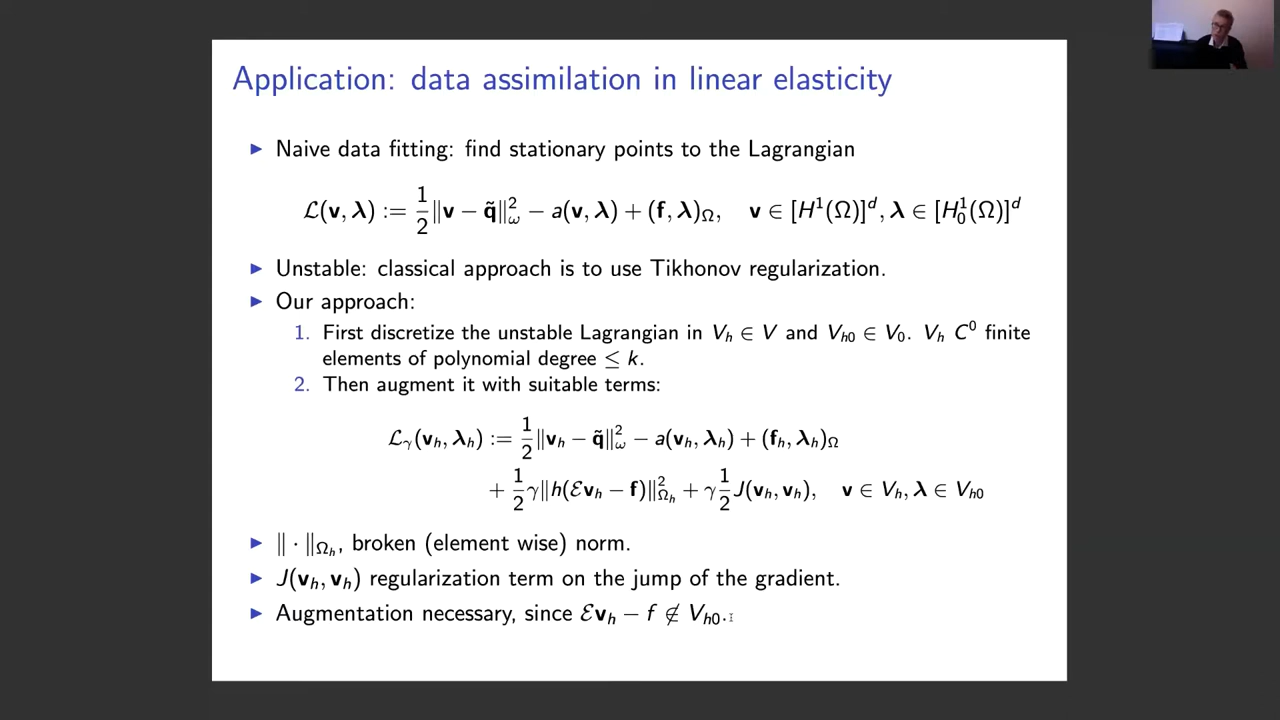 Application: data assimilation in linear elasticity
▶ Naive data fitting: find stationary points to the Lagrangian
ℒ(𝐯, 𝛌) := 1/2 ‖𝐯 − 𝐪̃‖²_ω − a(𝐯, 𝛌) + (𝐟, 𝛌)_Ω,   𝐯 ∈ [H¹(Ω)]ᵈ, 𝛌 ∈ [H¹₀(Ω)]ᵈ
▶ Unstable: classical approach is to use Tikhonov regularization.
▶ Our approach:
1. First discretize the unstable Lagrangian in V_h ∈ V and V_h0 ∈ V_0. V_h C⁰ finite
elements of polynomial degree ≤ k.
2. Then augment it with suitable terms:
ℒ_γ(𝐯_h, 𝛌_h) := 1/2 ‖𝐯_h − 𝐪̃‖²_ω − a(𝐯_h, 𝛌_h) + (𝐟_h, 𝛌_h)_Ω
+ 1/2 γ‖h(ℰ𝐯_h − 𝐟)‖²_Ω_h + γ 1/2 J(𝐯_h, 𝐯_h),   𝐯 ∈ V_h, 𝛌 ∈ V_h0
▶ ‖ · ‖_Ω_h, broken (element wise) norm.
▶ J(𝐯_h, 𝐯_h) regularization term on the jump of the gradient.
▶ Augmentation necessary, since ℰ𝐯_h − f ∉ V_h0.